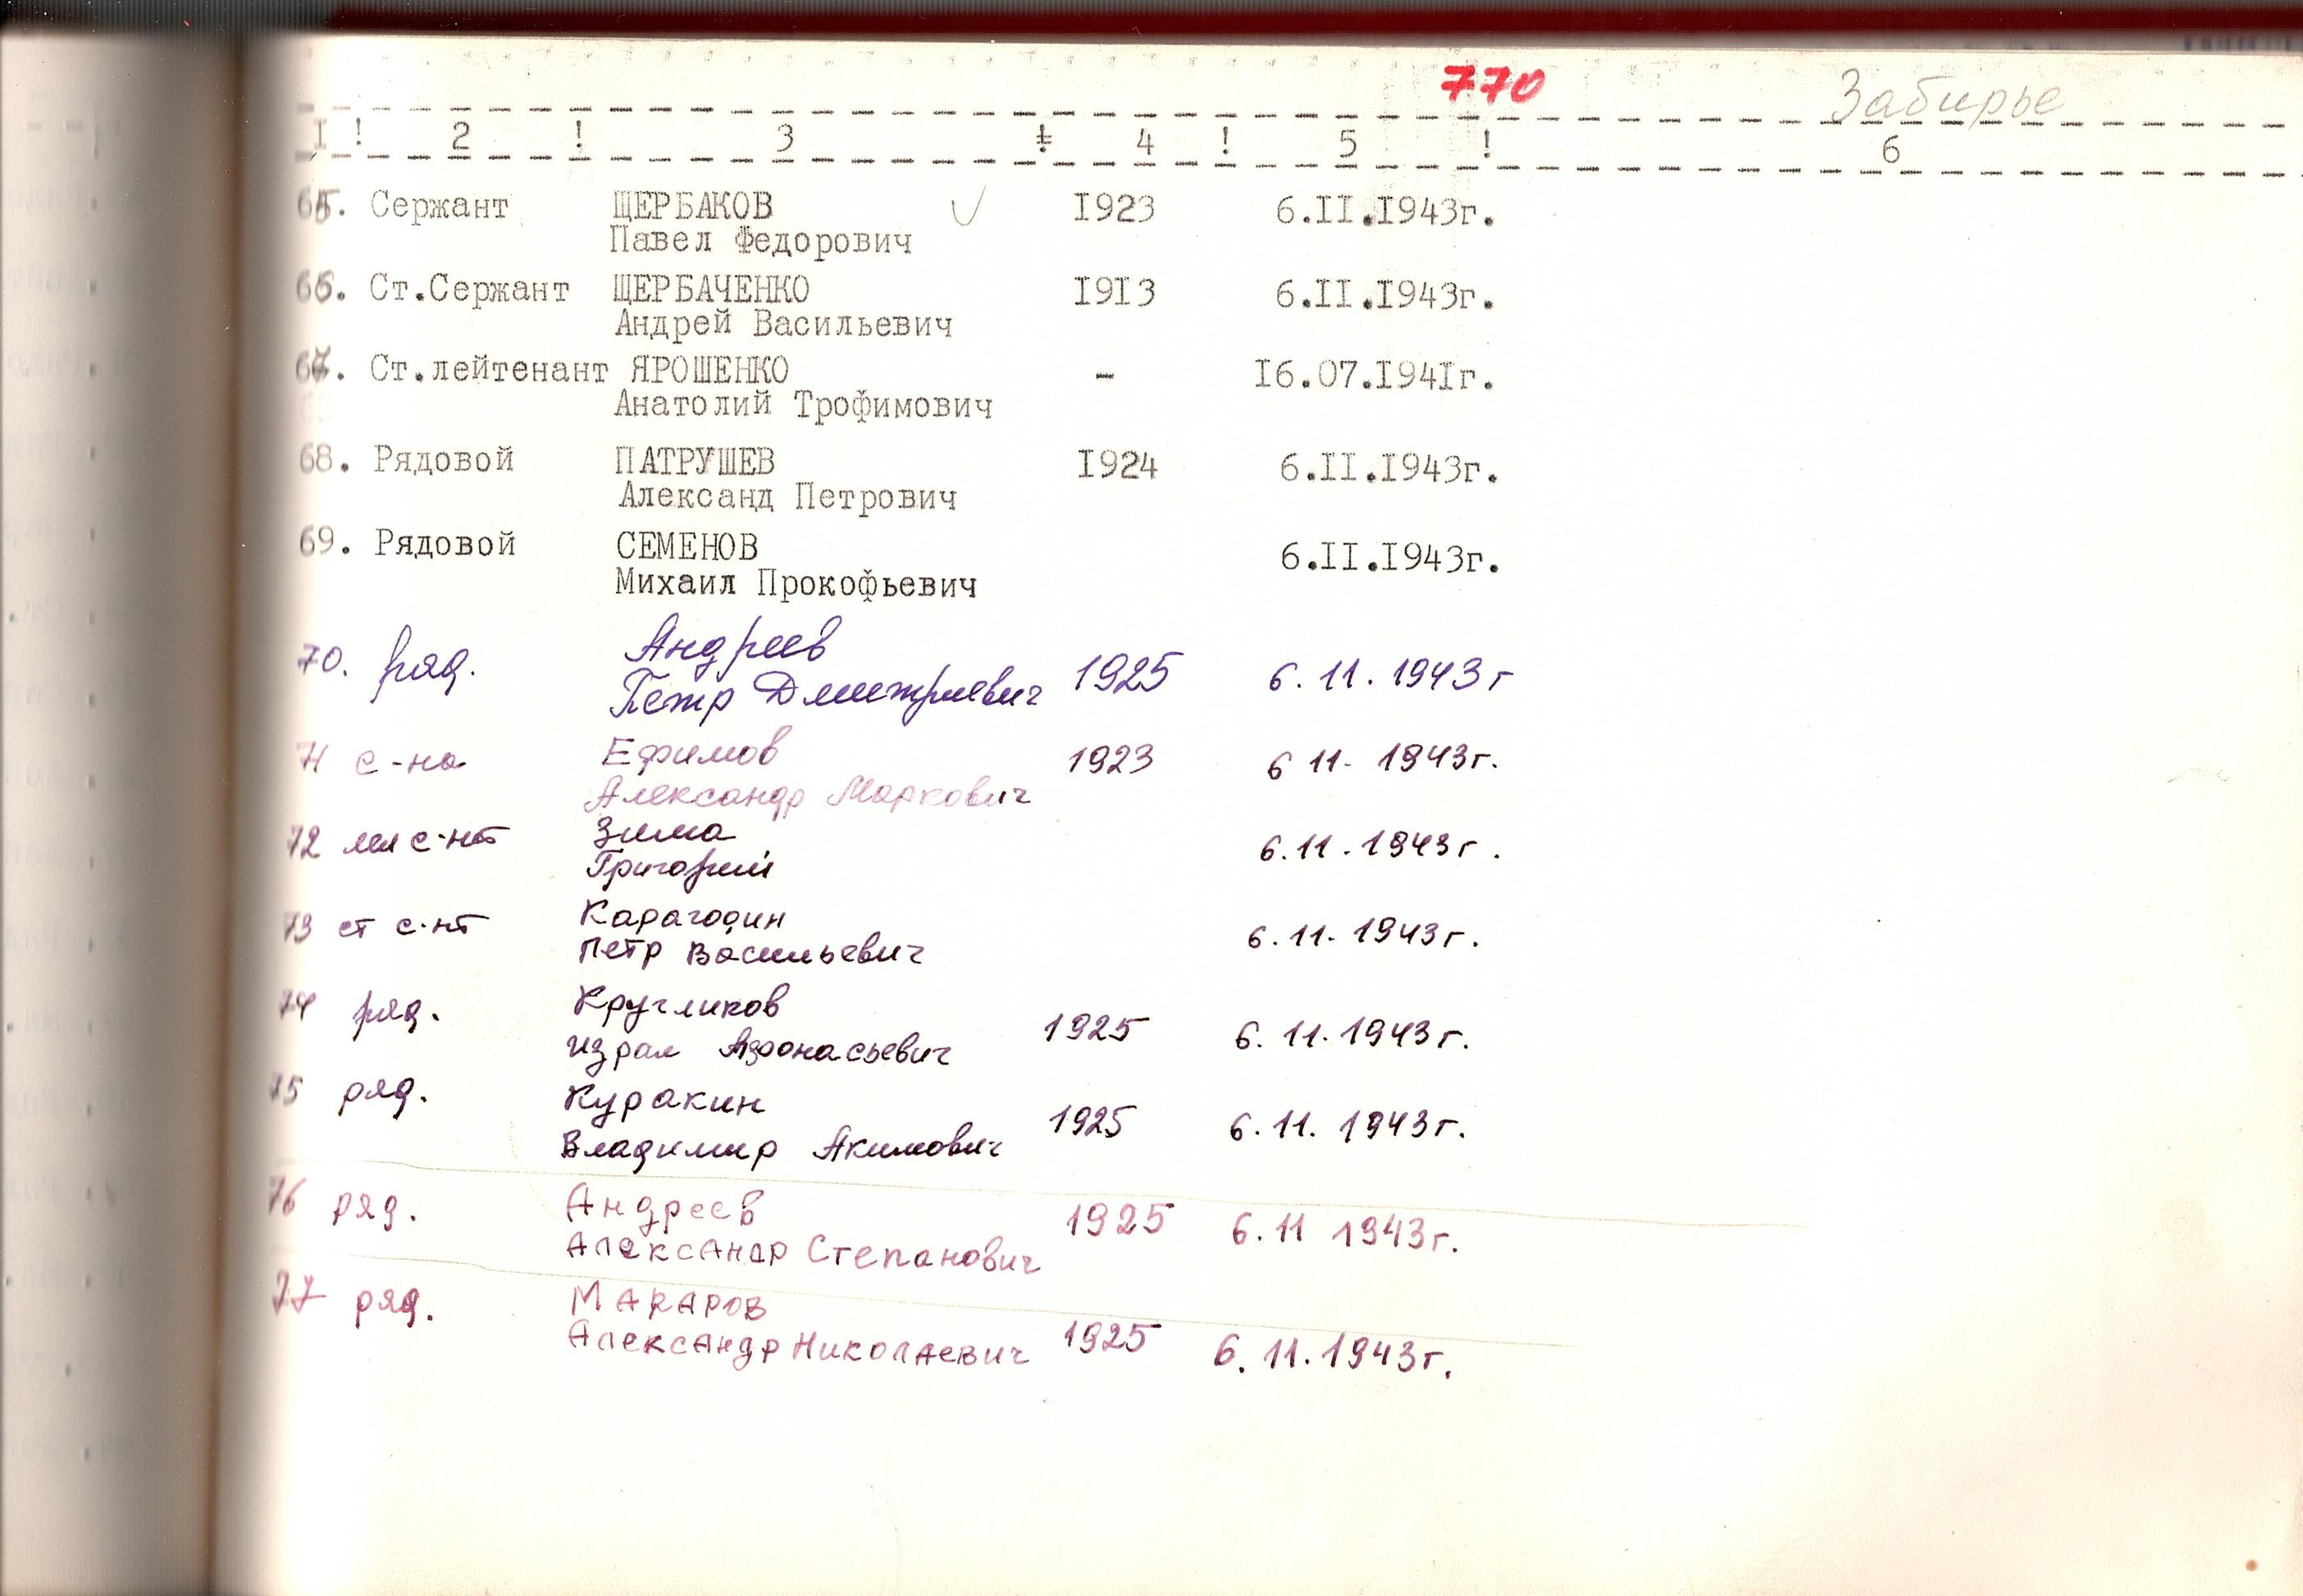 770
Забирье
I ! 2 ! 3 ! 4 ! 5 ! 6
65. Сержант ЩЕРБАКОВ 1923 6.II.1943г.
Павел Федорович
66. Ст.Сержант ЩЕРБАЧЕНКО 1913 6.II.1943г.
Андрей Васильевич
67. Ст.лейтенант ЯРОШЕНКО - 16.07.1941г.
Анатолий Трофимович
68. Рядовой ПАТРУШЕВ 1924 6.II.1943г.
Александ Петрович
69. Рядовой СЕМЕНОВ 6.II.1943г.
Михаил Прокофьевич
70. ряд. Андреев
Петр Дмитриевич 1925 6.11.1943г
71 с-на Ефимов 1923 6 11- 1943г.
Александр Маркович
72 мл с-нт Зима 6.11.1943г.
Григорий
73 ст с-нт Карагодин 6.11.1943г.
Петр Васильевич
74 ряд. Кругликов 1925 6.11.1943г.
Израл Афонасьевич
75 ряд. Куракин 1925 6.11.1943г.
Владимир Акимович
76 ряд. Андреев 1925 6.11 1943г.
Александр Степанович
77 ряд. Макаров
Александр Николаевич 1925 6.11.1943г.